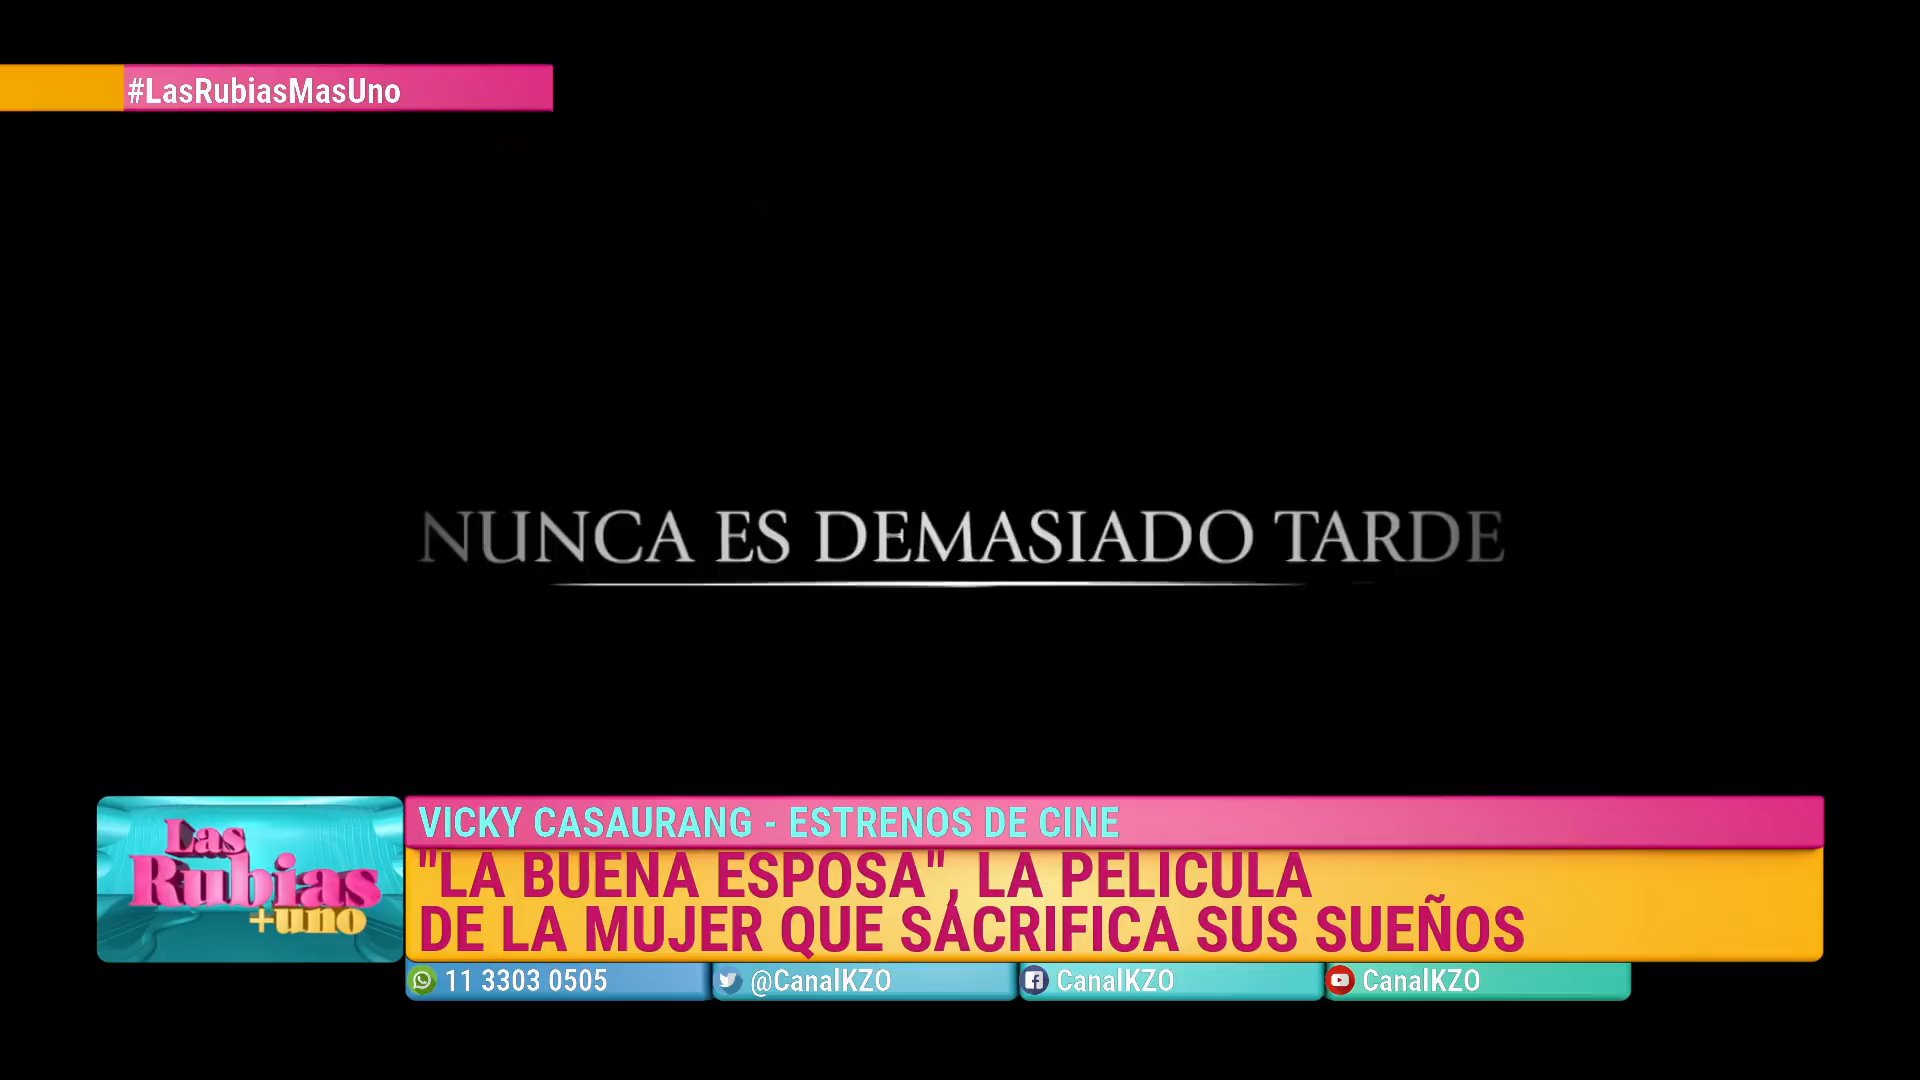 #LasRubiasMasUno
NUNCA ES DEMASIADO TARDE
Las
Rubias
+uno
VICKY CASAURANG - ESTRENOS DE CINE
"LA BUENA ESPOSA", LA PELICULA
DE LA MUJER QUE SACRIFICA SUS SUEÑOS
11 3303 0505
@CanalKZO
CanalKZO
CanalKZO